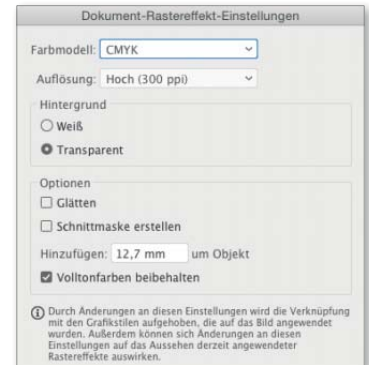 Dokument-Rastereffekt-Einstellungen
Farbmodell: CMYK
Auflösung: Hoch (300 ppi)
Hintergrund
Weiß
Transparent
Optionen
Glätten
Schnittmaske erstellen
Hinzufügen: 12,7 mm um Objekt
Volltonfarben beibehalten
Durch Änderungen an diesen Einstellungen wird die Verknüpfung
mit den Grafikstilen aufgehoben, die auf das Bild angewendet
wurden. Außerdem können sich Änderungen an diesen
Einstellungen auf das Aussehen derzeit angewendeter
Rastereffekte auswirken.